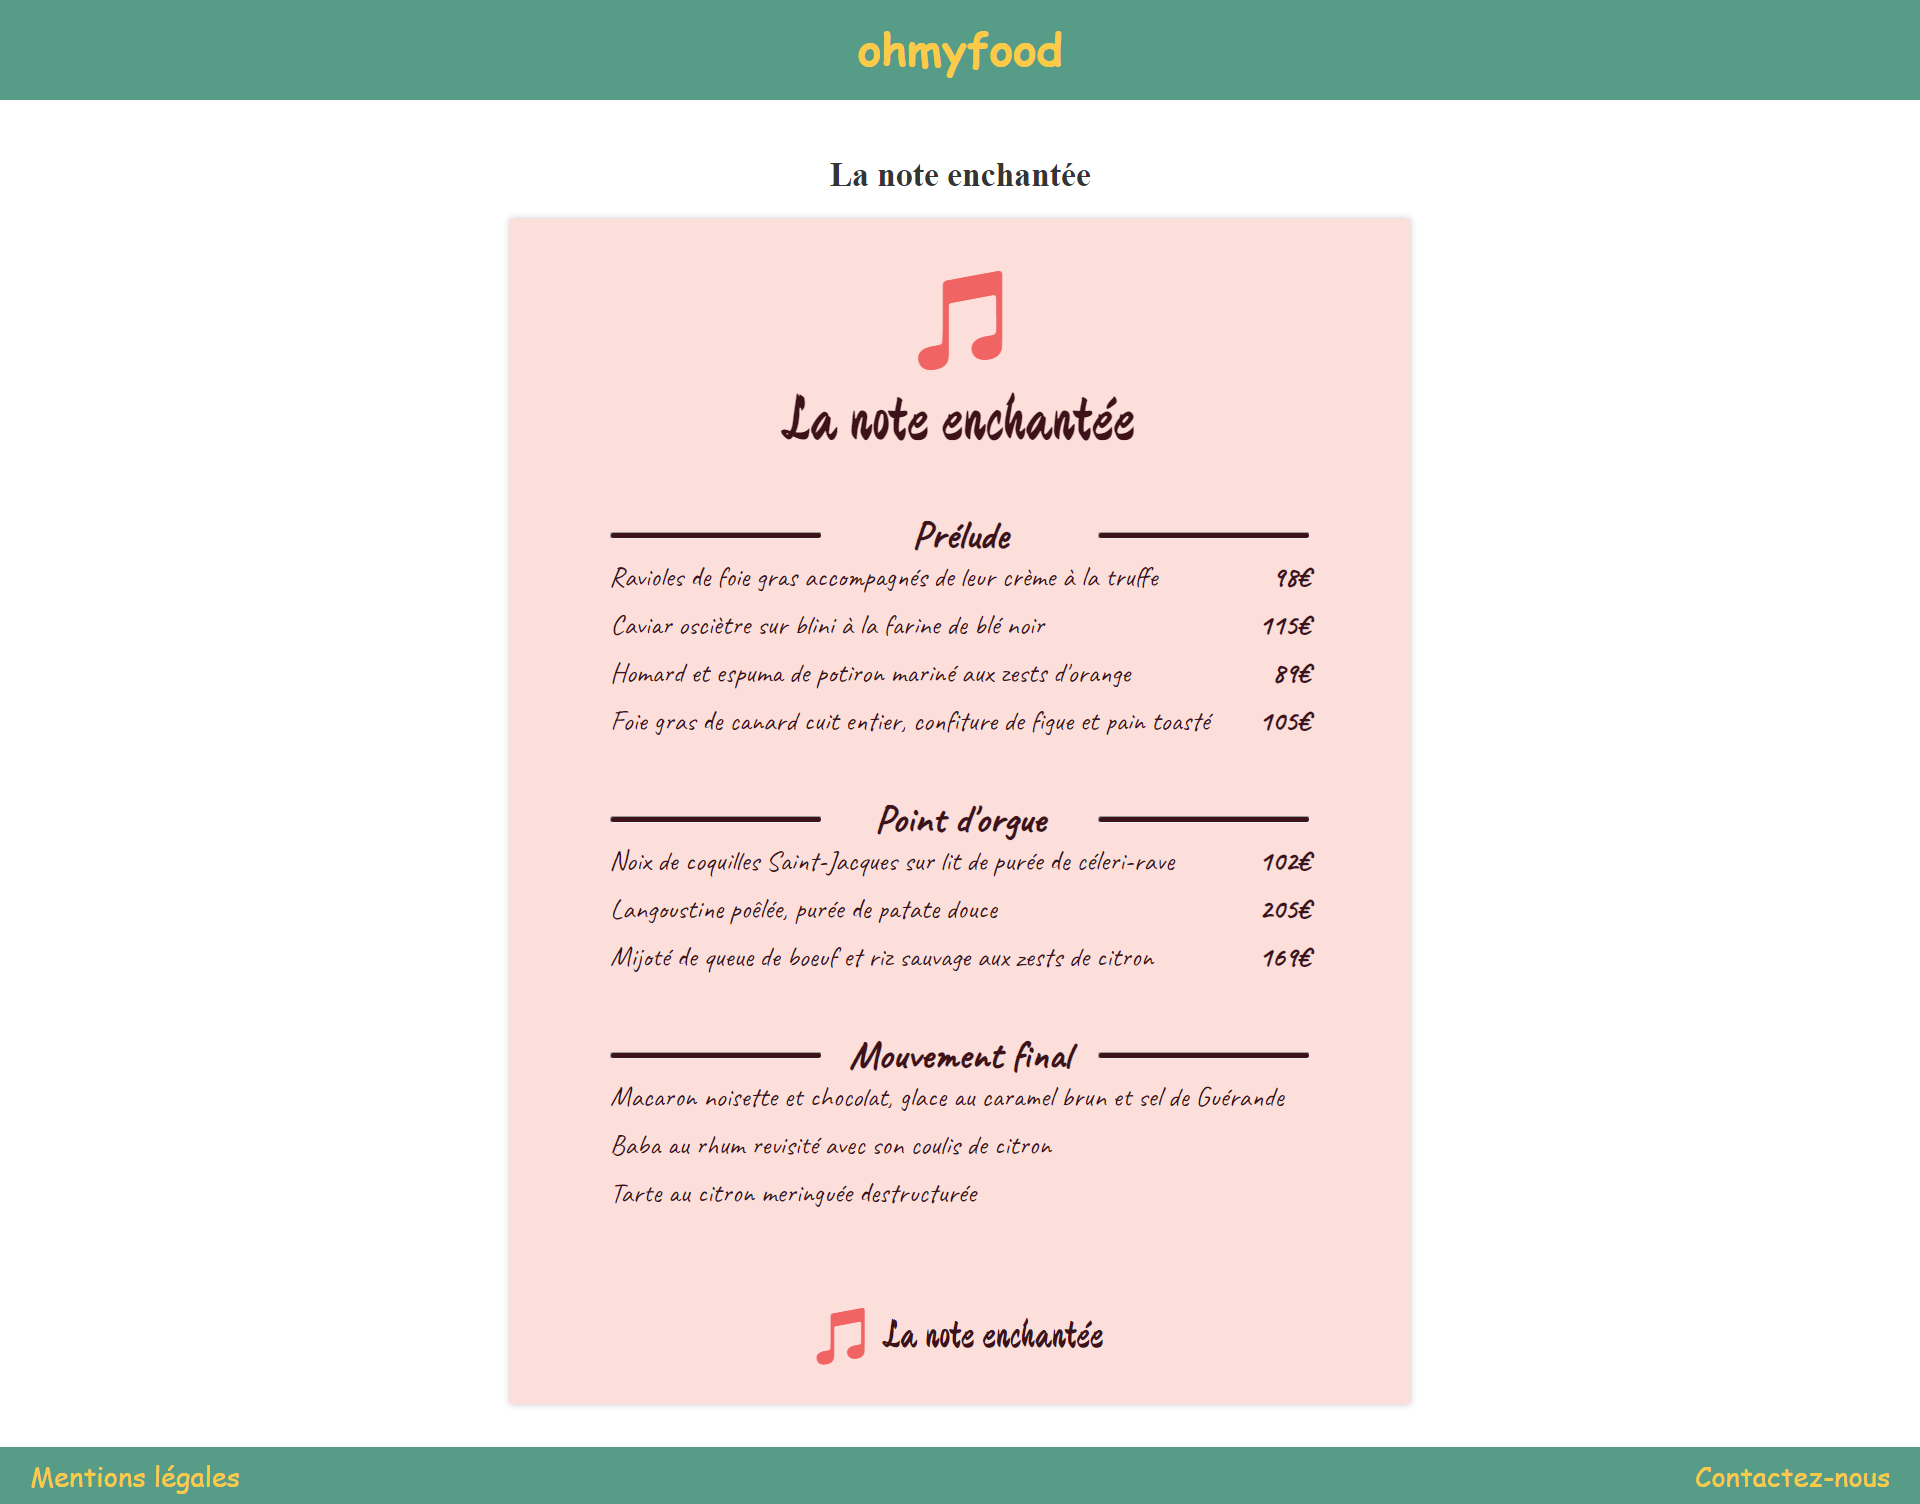 ohmyfood
La note enchantée
La note enchantée
Prélude
Ravioles de foie gras accompagnés de leur crème à la truffe 98€
Caviar osciètre sur blini à la farine de blé noir 115€
Homard et espuma de potiron mariné aux zests d'orange 89€
Foie gras de canard cuit entier, confiture de figue et pain toasté 105€
Point d'orgue
Noix de coquilles Saint-Jacques sur lit de purée de céleri-rave 102€
Langoustine poêlée, purée de patate douce 205€
Mijoté de queue de boeuf et riz sauvage aux zests de citron 169€
Mouvement final
Macaron noisette et chocolat, glace au caramel brun et sel de Guérande
Baba au rhum revisité avec son coulis de citron
Tarte au citron meringuée destructurée
La note enchantée
Mentions légales Contactez-nous